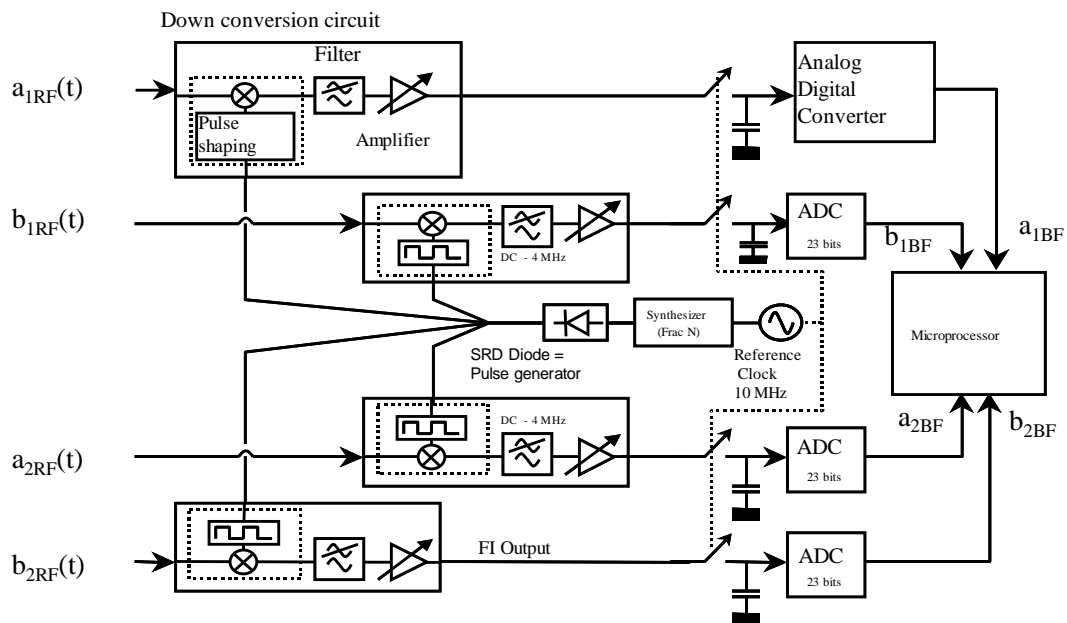 Down conversion circuit
Filter
a1RF(t)
Pulse
shaping
Amplifier
Analog
Digital
Converter
b1RF(t)
DC - 4 MHz
ADC
23 bits
b1BF
a1BF
SRD Diode =
Pulse generator
Synthesizer
(Frac N)
Reference
Clock
10 MHz
Microprocessor
a2BF
b2BF
a2RF(t)
DC - 4 MHz
ADC
23 bits
b2RF(t)
FI Output
ADC
23 bits